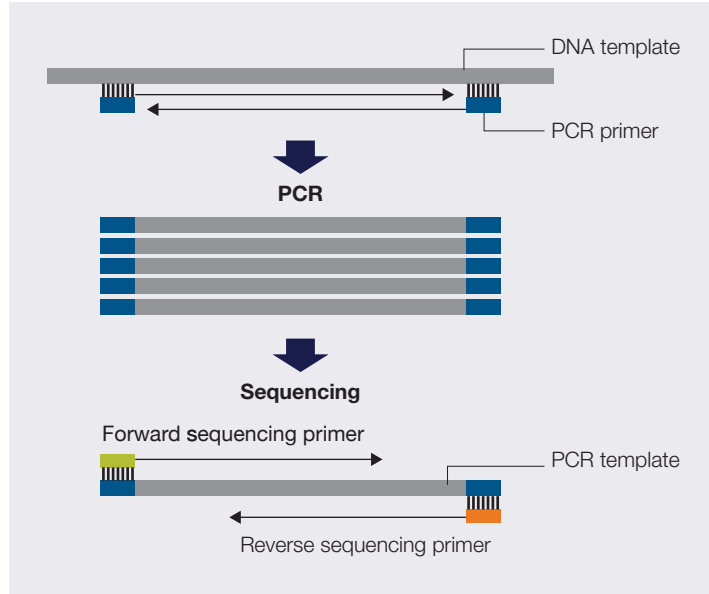 DNA template
PCR primer
PCR
Sequencing
Forward sequencing primer
PCR template
Reverse sequencing primer